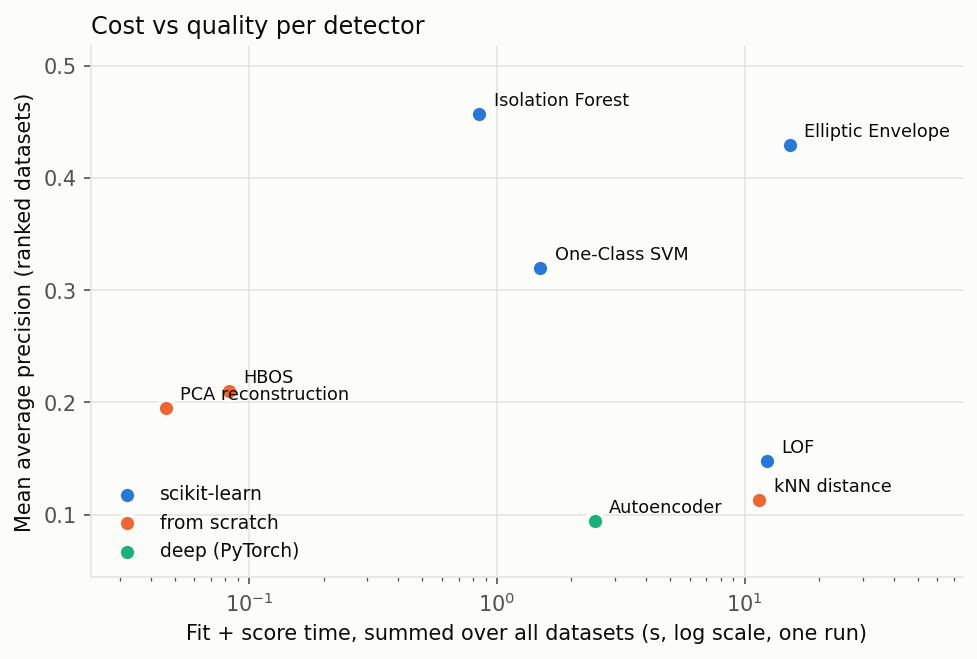 Cost vs quality per detector
Mean average precision (ranked datasets)
0.5
0.4
0.3
0.2
0.1
Isolation Forest
Elliptic Envelope
One-Class SVM
HBOS
PCA reconstruction
LOF
kNN distance
Autoencoder
scikit-learn
from scratch
deep (PyTorch)
10⁻¹
10⁰
10¹
Fit + score time, summed over all datasets (s, log scale, one run)